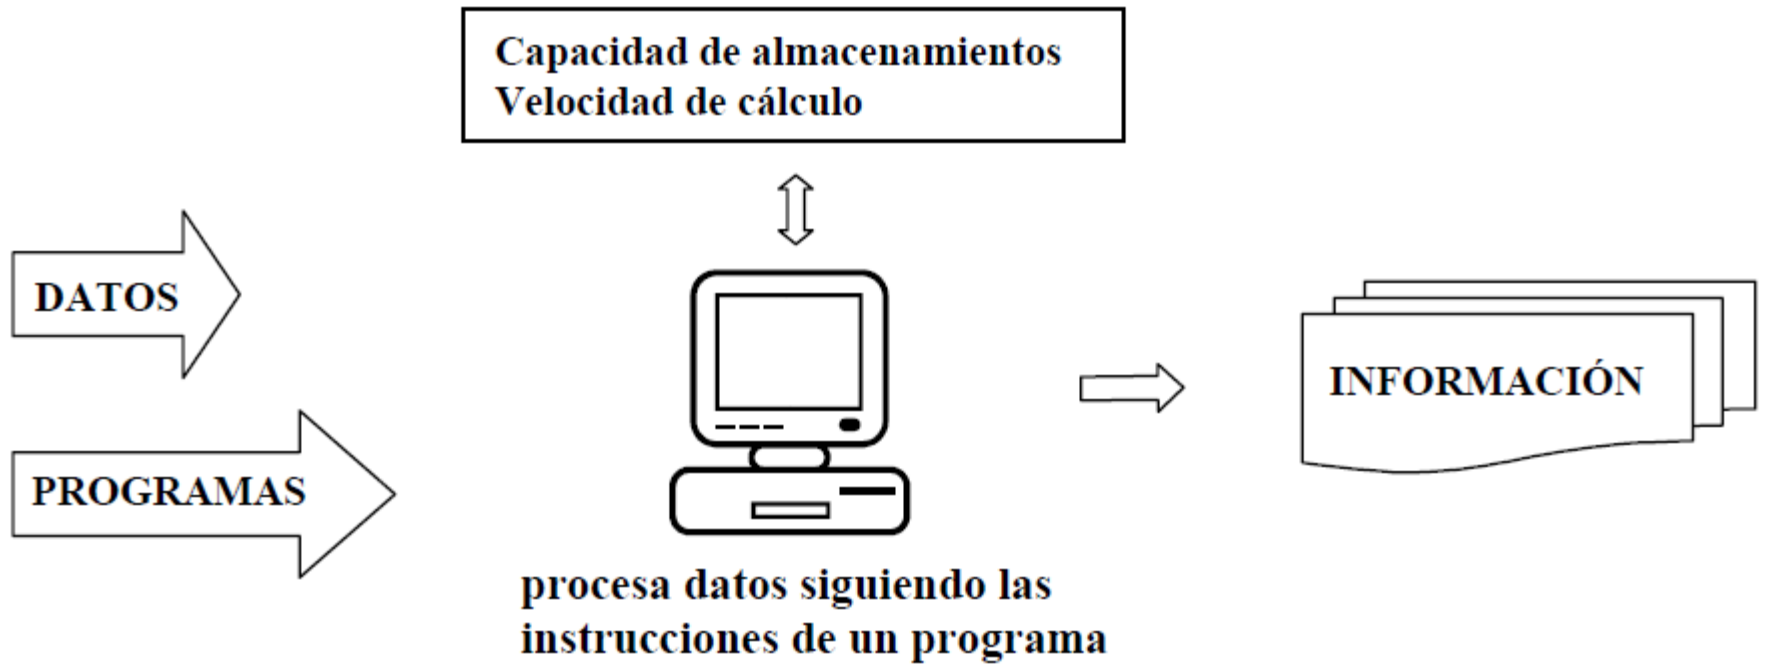 Capacidad de almacenamientos
Velocidad de cálculo
DATOS
PROGRAMAS
INFORMACIÓN
procesa datos siguiendo las
instrucciones de un programa